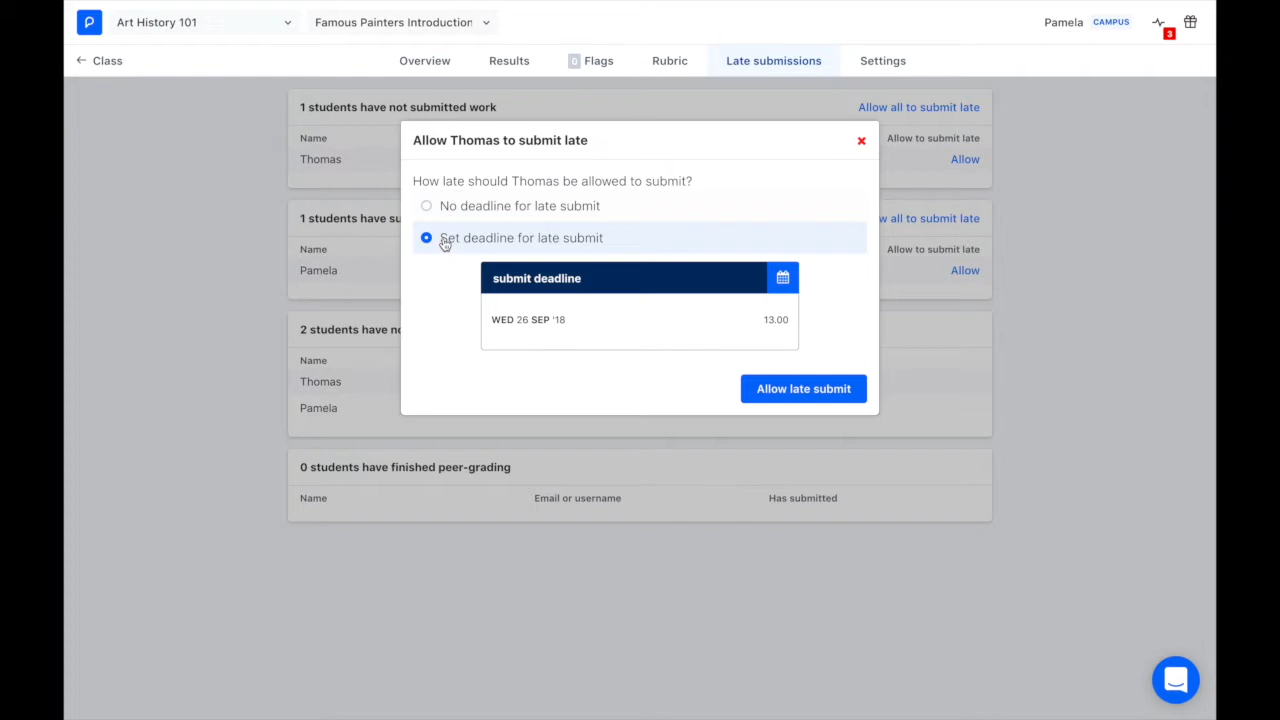 Art History 101
Famous Painters Introduction
Pamela CAMPUS
3
Class
Overview
Results
0 Flags
Rubric
Late submissions
Settings
1 students have not submitted work
Allow all to submit late
Name
Allow to submit late
Thomas
Allow
Allow Thomas to submit late
How late should Thomas be allowed to submit?
No deadline for late submit
Set deadline for late submit
submit deadline
WED 26 SEP '18 13.00
Allow late submit
1 students have su
w all to submit late
Name
Allow to submit late
Pamela
Allow
2 students have no
Name
Thomas
Pamela
0 students have finished peer-grading
Name Email or username Has submitted